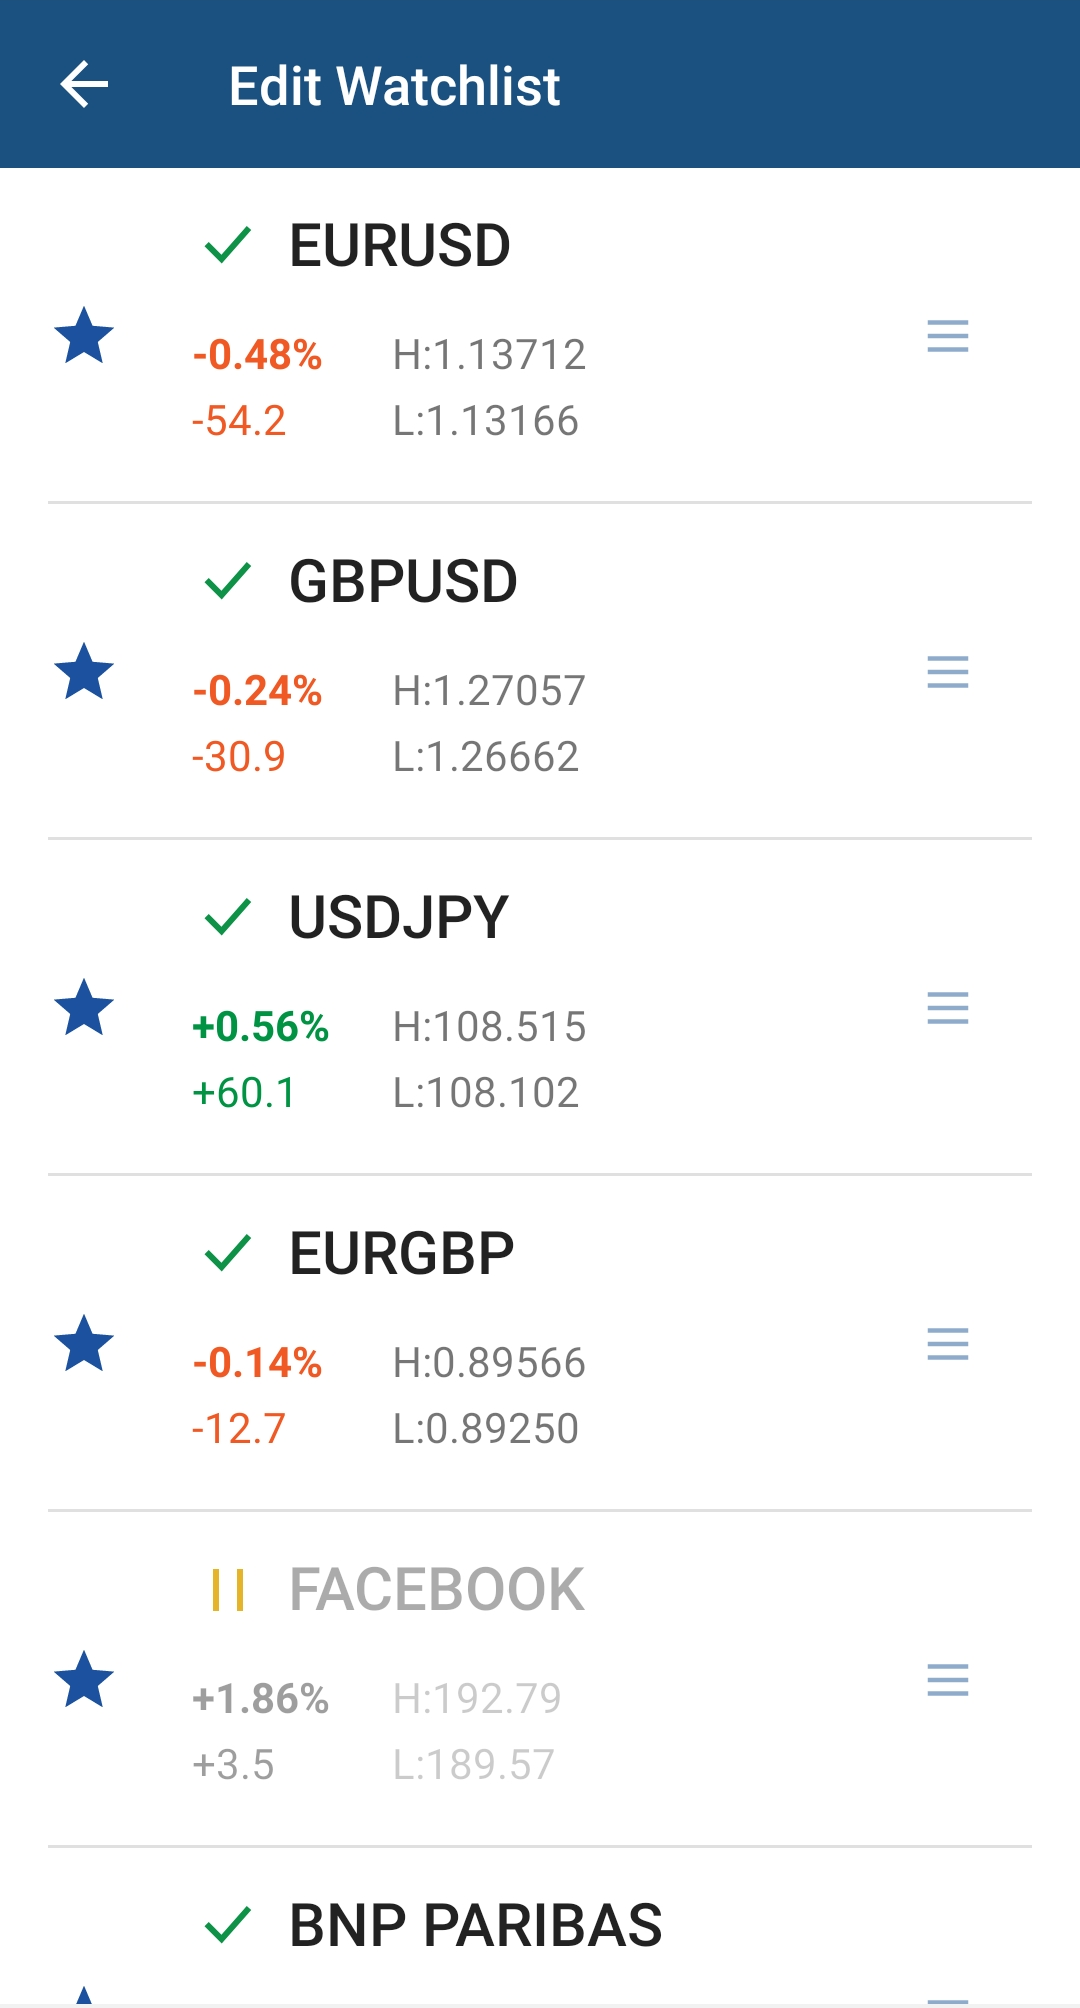 Edit Watchlist
EURUSD
-0.48% H:1.13712
-54.2 L:1.13166
GBPUSD
-0.24% H:1.27057
-30.9 L:1.26662
USDJPY
+0.56% H:108.515
+60.1 L:108.102
EURGBP
-0.14% H:0.89566
-12.7 L:0.89250
FACEBOOK
+1.86% H:192.79
+3.5 L:189.57
BNP PARIBAS